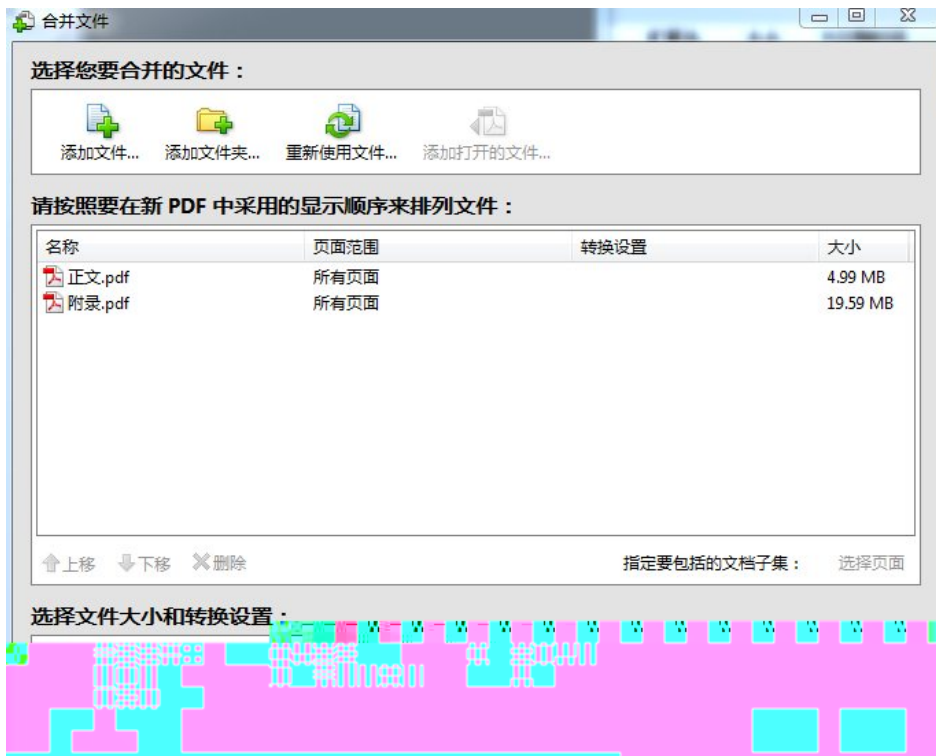 合并文件
选择您要合并的文件：
添加文件... 添加文件夹... 重新使用文件... 添加打开的文件...
请按照要在新 PDF 中采用的显示顺序来排列文件：
名称 页面范围 转换设置 大小
正文.pdf 所有页面 4.99 MB
附录.pdf 所有页面 19.59 MB
上移 下移 删除 指定要包括的文档子集： 选择页面
选择文件大小和转换设置：